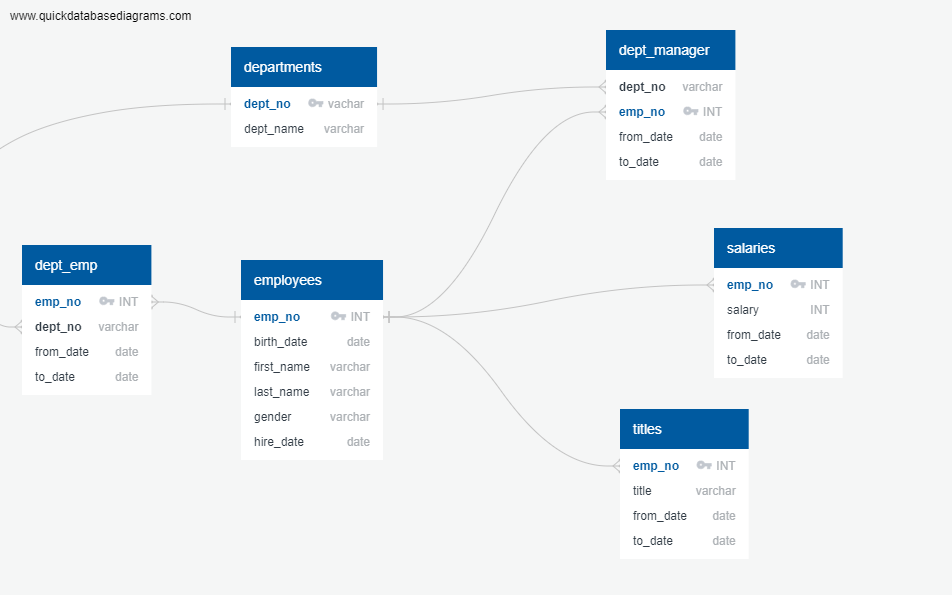 www.quickdatabasediagrams.com
departments
dept_no vachar
dept_name varchar
dept_manager
dept_no varchar
emp_no INT
from_date date
to_date date
dept_emp
emp_no INT
dept_no varchar
from_date date
to_date date
employees
emp_no INT
birth_date date
first_name varchar
last_name varchar
gender varchar
hire_date date
salaries
emp_no INT
salary INT
from_date date
to_date date
titles
emp_no INT
title varchar
from_date date
to_date date